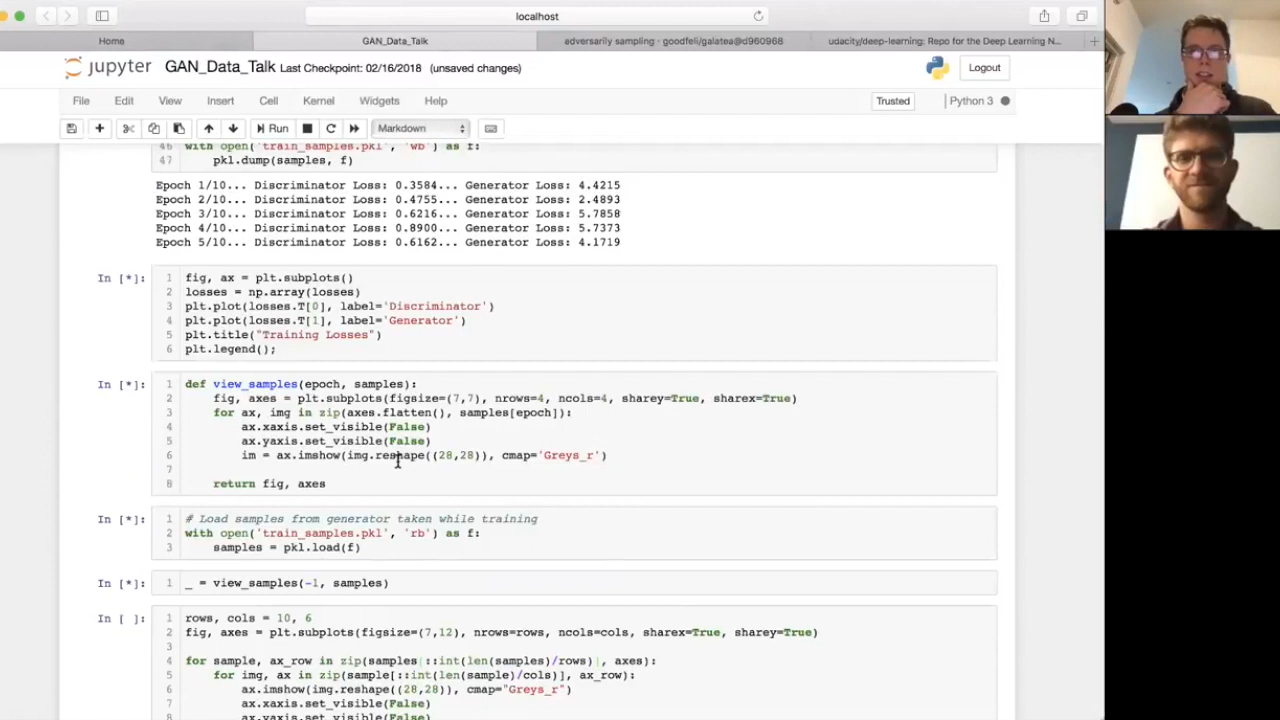 localhost
Home
GAN_Data_Talk
adversarily sampling · goodfeli/galatea@d960968
udacity/deep-learning: Repo for the Deep Learning N...
jupyter GAN_Data_Talk Last Checkpoint: 02/16/2018 (unsaved changes)
Logout
File Edit View Insert Cell Kernel Widgets Help
Trusted
Python 3
Run
Markdown
46 with open('train_samples.pkl', 'wb') as f:
47 pkl.dump(samples, f)
Epoch 1/10... Discriminator Loss: 0.3584... Generator Loss: 4.4215
Epoch 2/10... Discriminator Loss: 0.4755... Generator Loss: 2.4893
Epoch 3/10... Discriminator Loss: 0.6216... Generator Loss: 5.7858
Epoch 4/10... Discriminator Loss: 0.8900... Generator Loss: 5.7373
Epoch 5/10... Discriminator Loss: 0.6162... Generator Loss: 4.1719
In [*]: 1 fig, ax = plt.subplots()
2 losses = np.array(losses)
3 plt.plot(losses.T[0], label='Discriminator')
4 plt.plot(losses.T[1], label='Generator')
5 plt.title("Training Losses")
6 plt.legend();
In [*]: 1 def view_samples(epoch, samples):
2 fig, axes = plt.subplots(figsize=(7,7), nrows=4, ncols=4, sharey=True, sharex=True)
3 for ax, img in zip(axes.flatten(), samples[epoch]):
4 ax.xaxis.set_visible(False)
5 ax.yaxis.set_visible(False)
6 im = ax.imshow(img.reshape((28,28)), cmap='Greys_r')
7
8 return fig, axes
In [*]: 1 # Load samples from generator taken while training
2 with open('train_samples.pkl', 'rb') as f:
3 samples = pkl.load(f)
In [*]: 1 _ = view_samples(-1, samples)
In [ ]: 1 rows, cols = 10, 6
2 fig, axes = plt.subplots(figsize=(7,12), nrows=rows, ncols=cols, sharex=True, sharey=True)
3
4 for sample, ax_row in zip(samples[::int(len(samples)/rows)], axes):
5 for img, ax in zip(sample[::int(len(sample)/cols)], ax_row):
6 ax.imshow(img.reshape((28,28)), cmap="Greys_r")
7 ax.xaxis.set_visible(False)
8 ax.yaxis.set_visible(False)